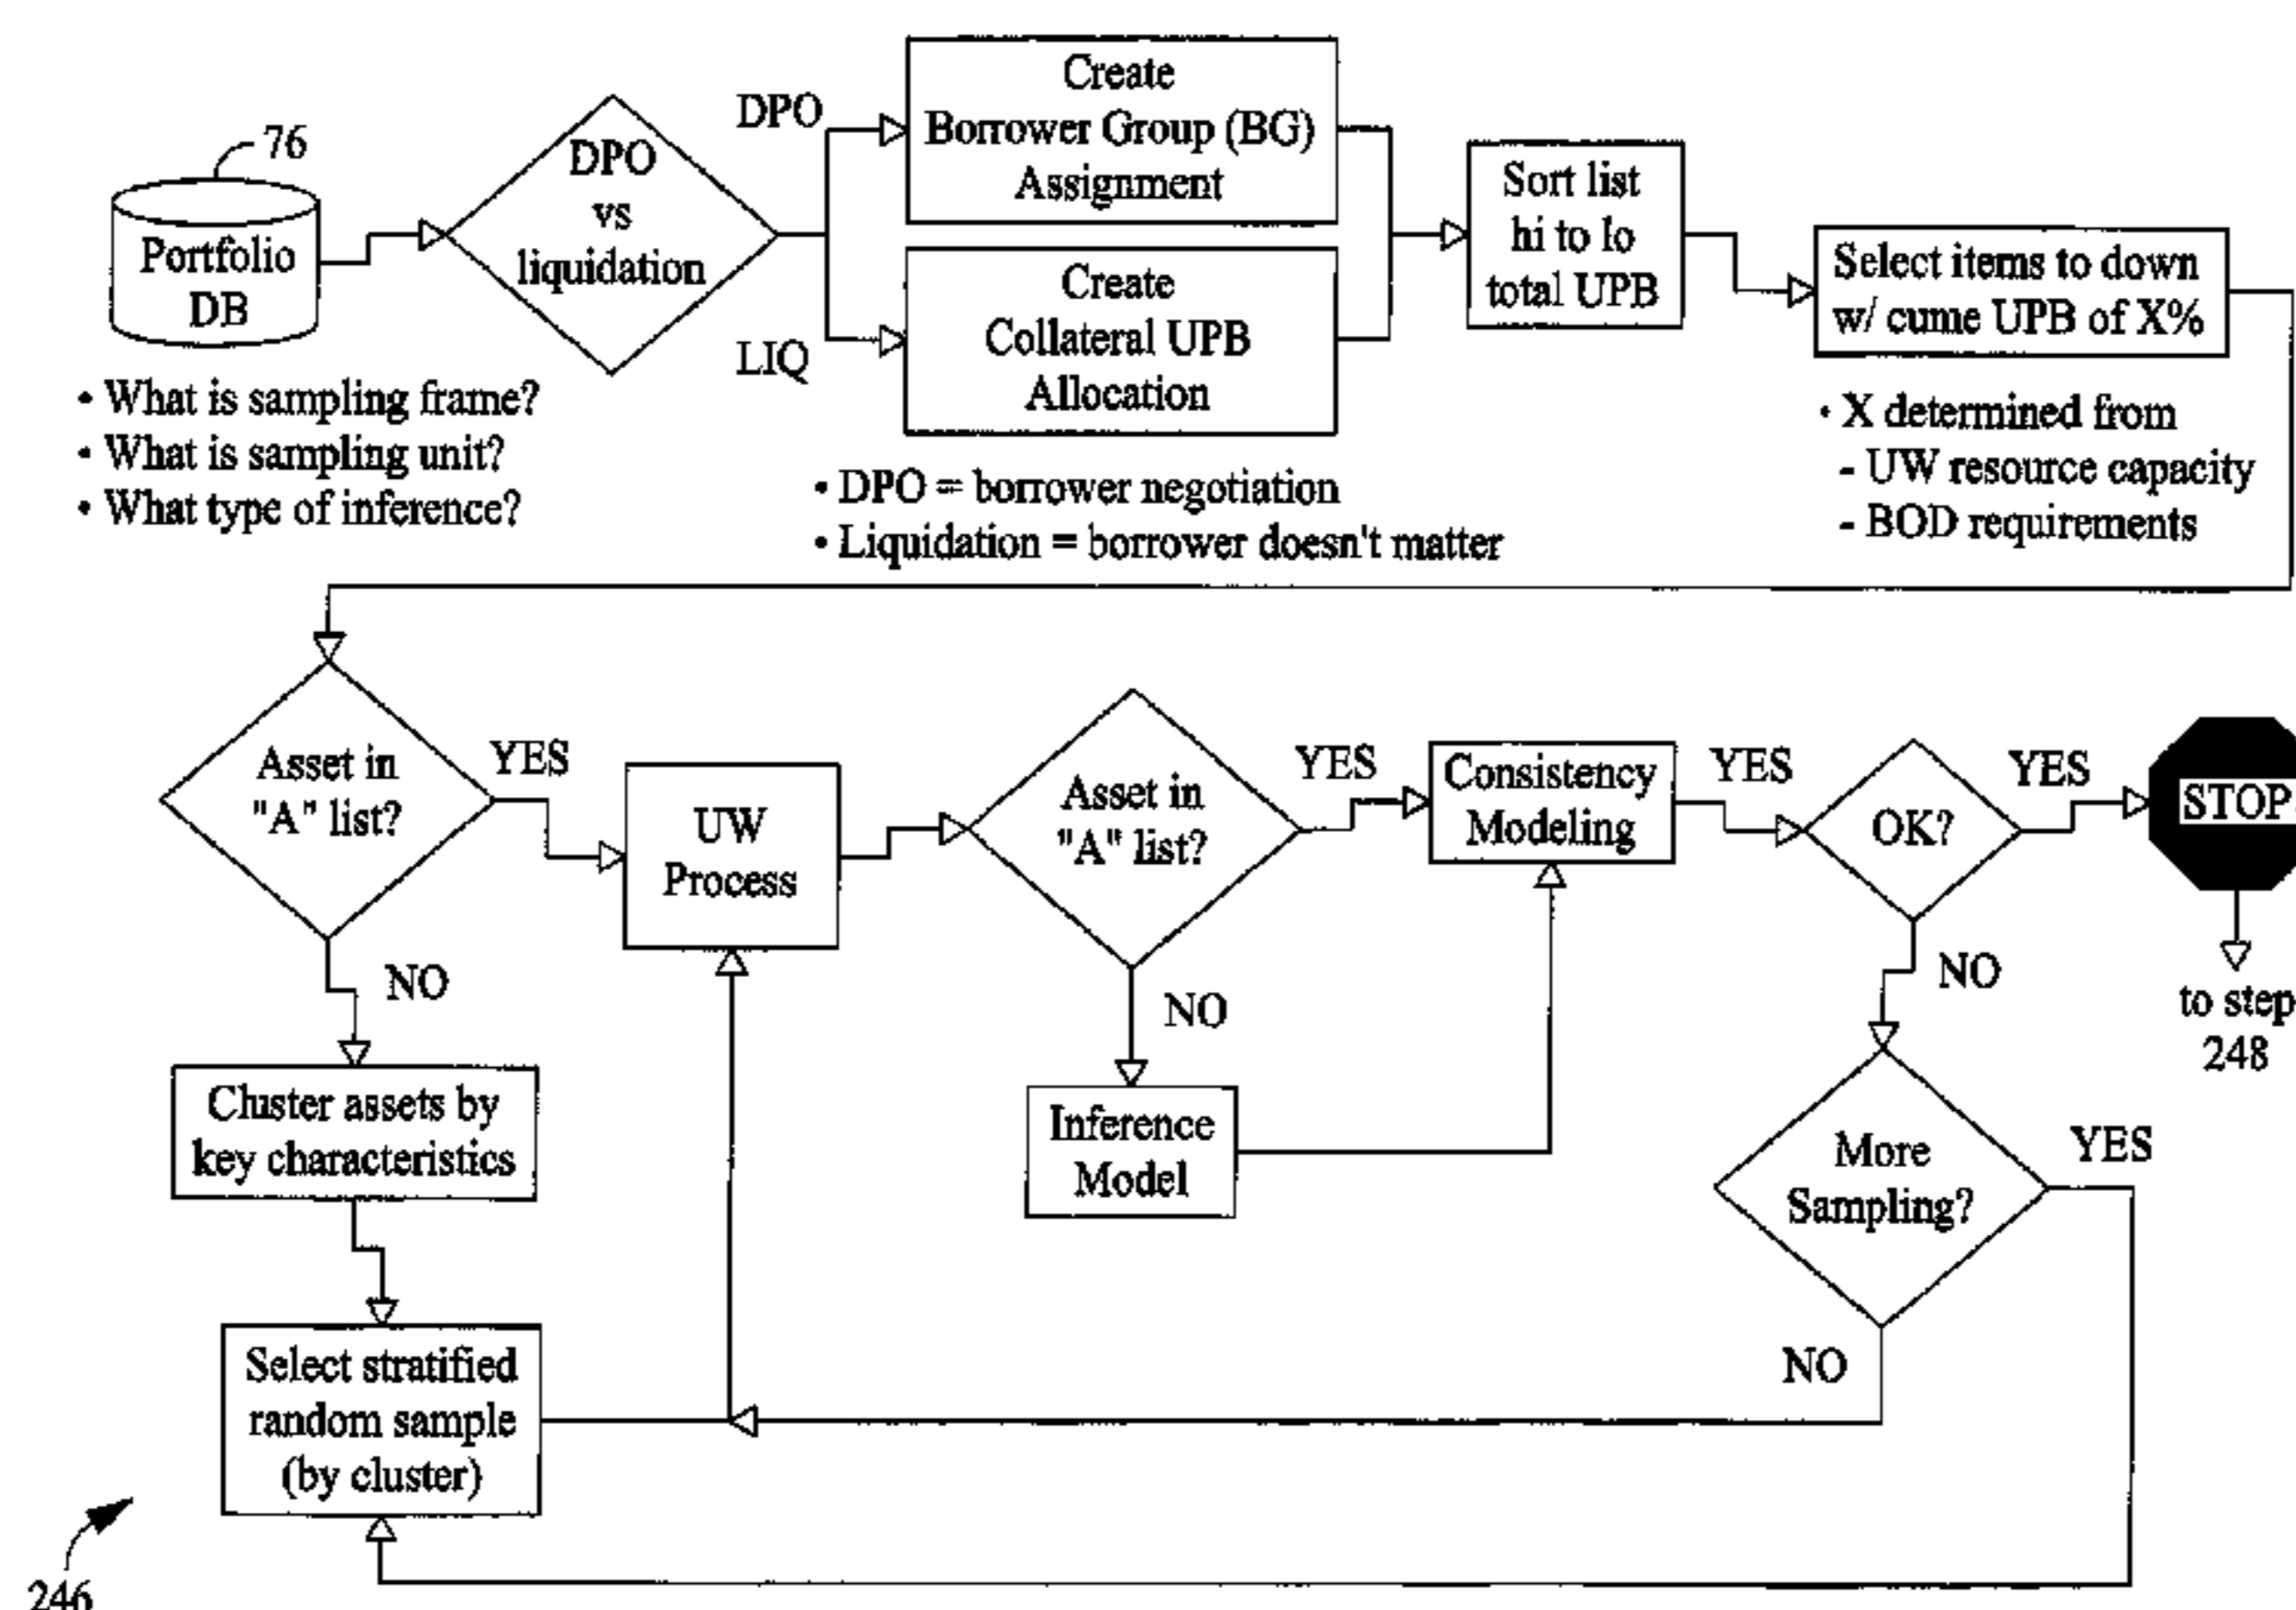 76
Portfolio
DB
• What is sampling frame?
• What is sampling unit?
• What type of inference?
DPO
vs
liquidation
DPO
LIQ
Create
Borrower Group (BG)
Assignment
Create
Collateral UPB
Allocation
• DPO = borrower negotiation
• Liquidation = borrower doesn't matter
Sort list
hi to lo
total UPB
Select items to down
w/ cume UPB of X%
• X determined from
- UW resource capacity
- BOD requirements
Asset in
"A" list?
YES
NO
UW
Process
Asset in
"A" list?
YES
NO
Consistency
Modeling
YES
OK?
YES
NO
STOP
to step
248
Cluster assets by
key characteristics
Inference
Model
More
Sampling?
YES
NO
Select stratified
random sample
(by cluster)
246